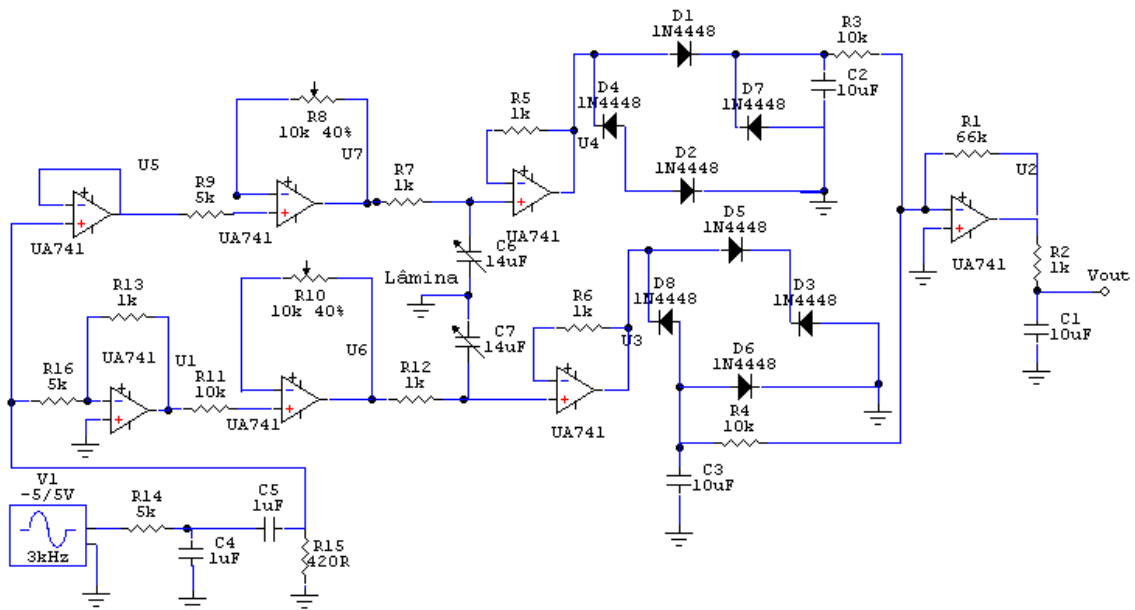 D1
1N4448
R3
10k
C2
10uF
D4
1N4448
D7
1N4448
R5
1k
U4
D2
1N4448
R8
10k 40%
U7
R7
1k
U5
R9
5k
UA741
UA741
UA741
R1
66k
U2
UA741
R2
1k
Vout
C1
10uF
C6
14uF
Lâmina
C7
14uF
D5
1N4448
D8
1N4448
D3
1N4448
D6
1N4448
R6
1k
U3
UA741
R4
10k
C3
10uF
R13
1k
UA741
U1
R16
5k
R11
10k
R10
10k 40%
U6
UA741
R12
1k
V1
-5/5V
3kHz
R14
5k
C5
1uF
C4
1uF
R15
420R